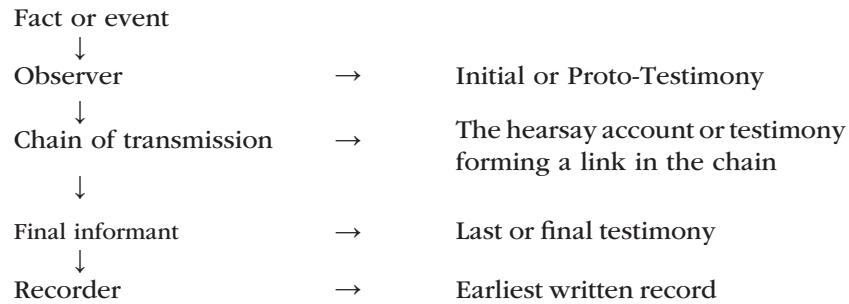 Fact or event
↓
Observer → Initial or Proto-Testimony
↓
Chain of transmission → The hearsay account or testimony
forming a link in the chain
↓
Final informant → Last or final testimony
↓
Recorder → Earliest written record